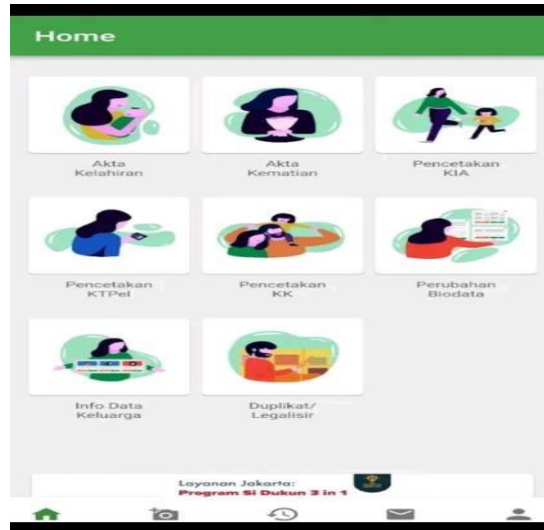 Home
Akta
Kelahiran
Akta
Kematian
Pencetakan
KIA
Pencetakan
KTPel
Pencetakan
KK
Perubahan
Biodata
Info Data
Keluarga
Duplikat/
Legalisir
Layanan Jakarta:
Program Si Dukun 3 in 1